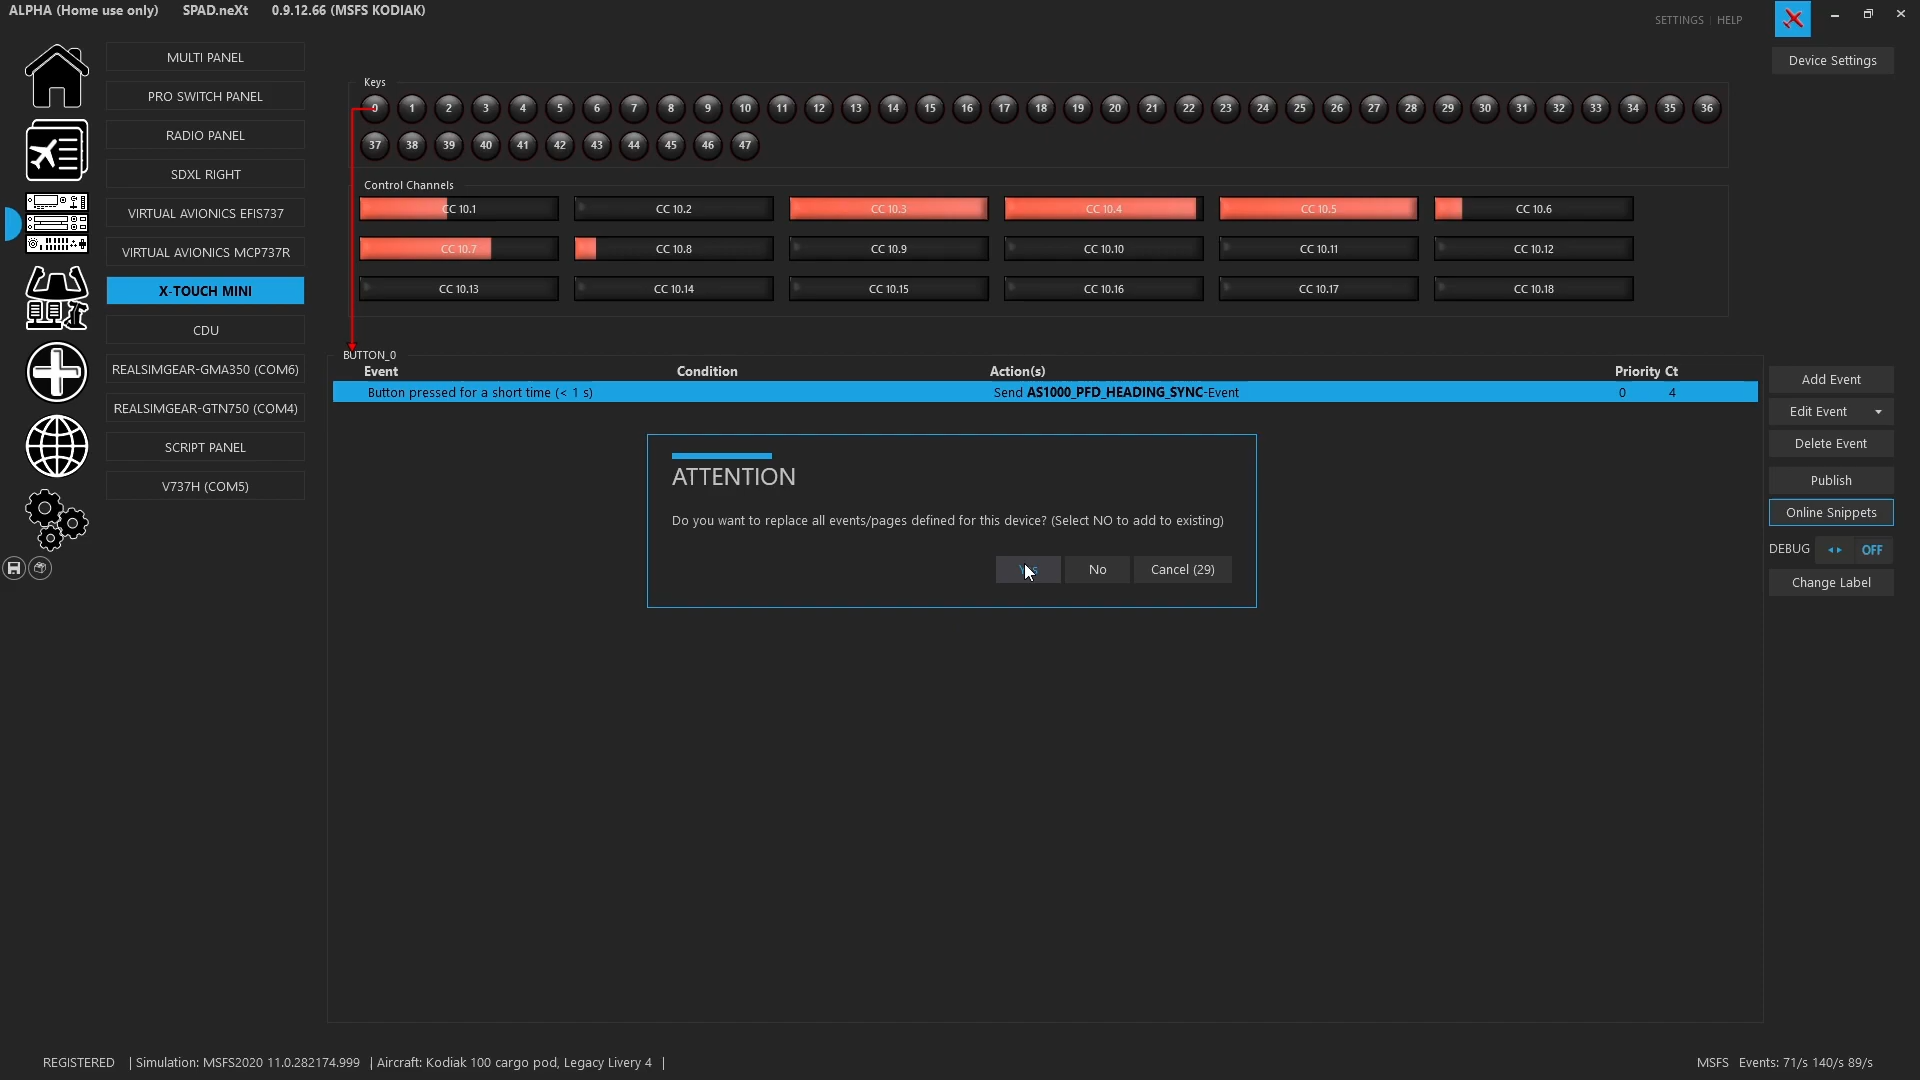 ALPHA (Home use only) SPAD.neXt 0.9.12.66 (MSFS KODIAK)
SETTINGS | HELP
Device Settings
MULTI PANEL
PRO SWITCH PANEL
RADIO PANEL
SDXL RIGHT
VIRTUAL AVIONICS EFIS737
VIRTUAL AVIONICS MCP737R
X-TOUCH MINI
CDU
REALSIMGEAR-GMA350 (COM6)
REALSIMGEAR-GTN750 (COM4)
SCRIPT PANEL
V737H (COM5)
Keys
0 1 2 3 4 5 6 7 8 9 10 11 12 13 14 15 16 17 18 19 20 21 22 23 24 25 26 27 28 29 30 31 32 33 34 35 36
37 38 39 40 41 42 43 44 45 46 47
Control Channels
CC 10.1 CC 10.2 CC 10.3 CC 10.4 CC 10.5 CC 10.6
CC 10.7 CC 10.8 CC 10.9 CC 10.10 CC 10.11 CC 10.12
CC 10.13 CC 10.14 CC 10.15 CC 10.16 CC 10.17 CC 10.18
BUTTON_0
Event Condition Action(s) Priority Ct
Button pressed for a short time (< 1 s) Send AS1000_PFD_HEADING_SYNC-Event 0 4
ATTENTION
Do you want to replace all events/pages defined for this device? (Select NO to add to existing)
Yes No Cancel (29)
Add Event
Edit Event
Delete Event
Publish
Online Snippets
DEBUG OFF
Change Label
REGISTERED | Simulation: MSFS2020 11.0.282174.999 | Aircraft: Kodiak 100 cargo pod, Legacy Livery 4 |
MSFS Events: 71/s 140/s 89/s